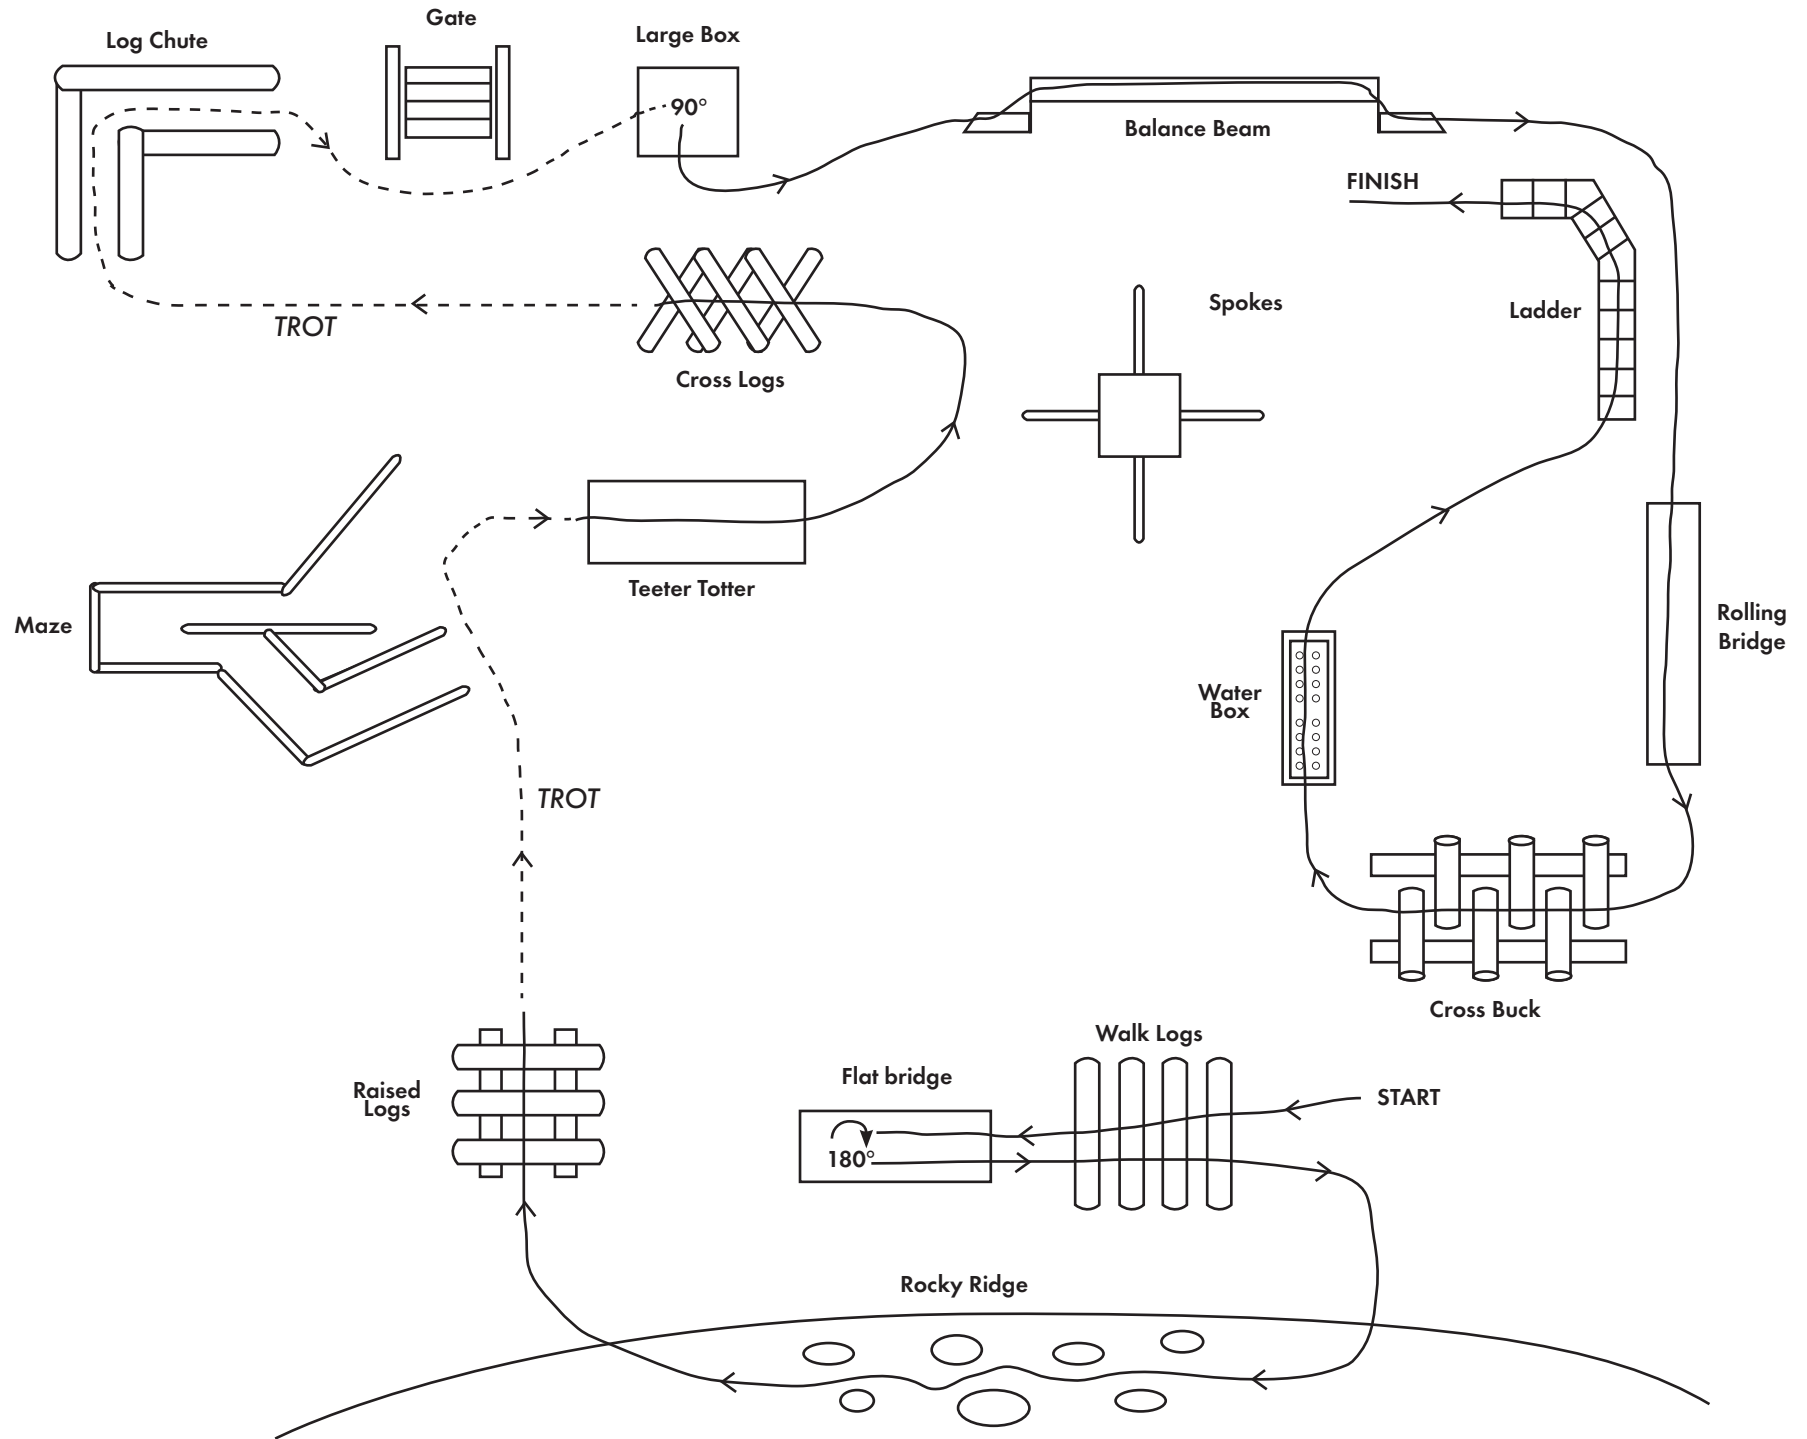 Gate
Log Chute
Large Box
90°
Balance Beam
FINISH
Spokes
Ladder
TROT
Cross Logs
Teeter Totter
Maze
Rolling
Bridge
Water
Box
TROT
Cross Buck
Walk Logs
Flat bridge
Raised
Logs
START
180°
Rocky Ridge